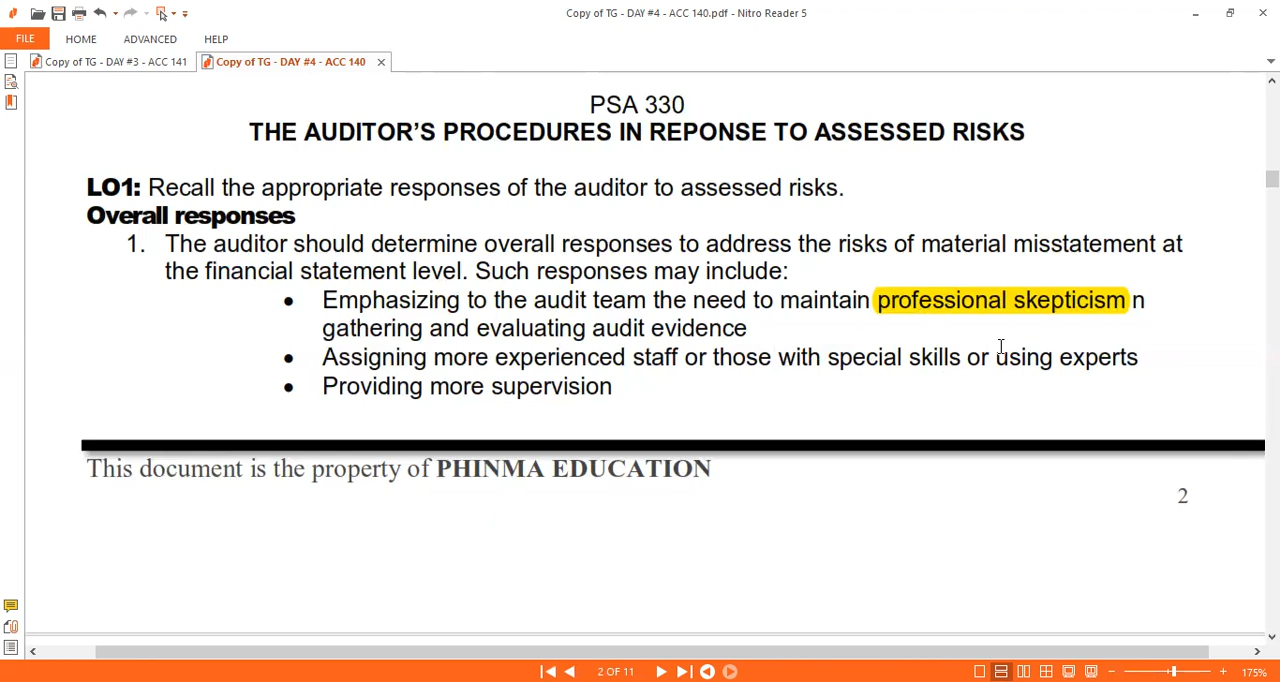 Copy of TG - DAY #4 - ACC 140.pdf - Nitro Reader 5
FILE HOME ADVANCED HELP
Copy of TG - DAY #3 - ACC 141 Copy of TG - DAY #4 - ACC 140
PSA 330
THE AUDITOR’S PROCEDURES IN REPONSE TO ASSESSED RISKS
LO1: Recall the appropriate responses of the auditor to assessed risks.
Overall responses
1. The auditor should determine overall responses to address the risks of material misstatement at
the financial statement level. Such responses may include:
• Emphasizing to the audit team the need to maintain professional skepticism n
gathering and evaluating audit evidence
• Assigning more experienced staff or those with special skills or using experts
• Providing more supervision
This document is the property of PHINMA EDUCATION
2
2 OF 11
175%